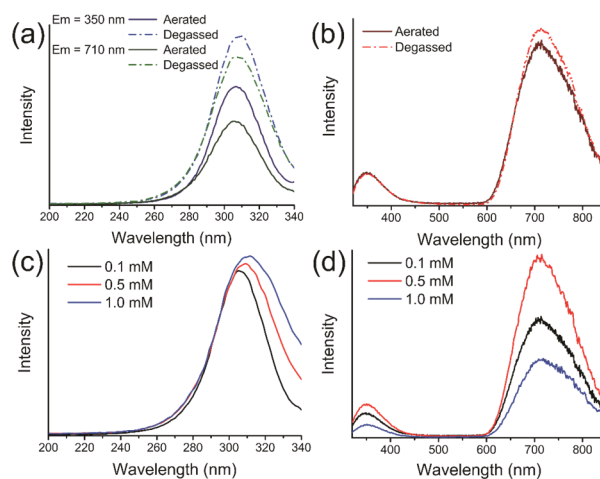 (a)
Em = 350 nm Aerated
Degassed
Em = 710 nm Aerated
Degassed
Intensity
200 220 240 260 280 300 320 340
Wavelength (nm)
(b)
Aerated
Degassed
Intensity
400 500 600 700 800
Wavelength (nm)
(c)
0.1 mM
0.5 mM
1.0 mM
Intensity
200 220 240 260 280 300 320 340
Wavelength (nm)
(d)
0.1 mM
0.5 mM
1.0 mM
Intensity
400 500 600 700 800
Wavelength (nm)